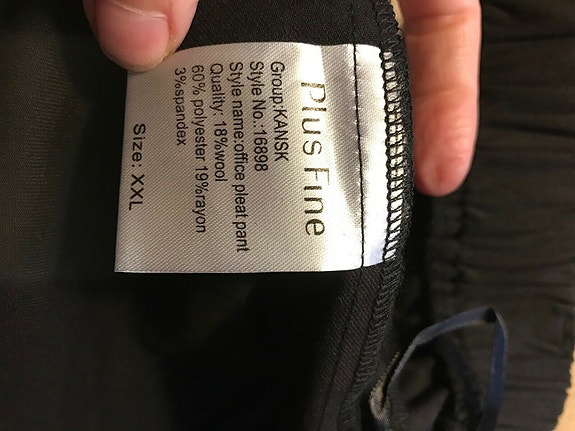 Plus Fine
Group:KANSK
Style No.:16898
Style name:office pleat pant
Quality: 18%wool
60% polyester 19%rayon
3%spandex
Size: XXL